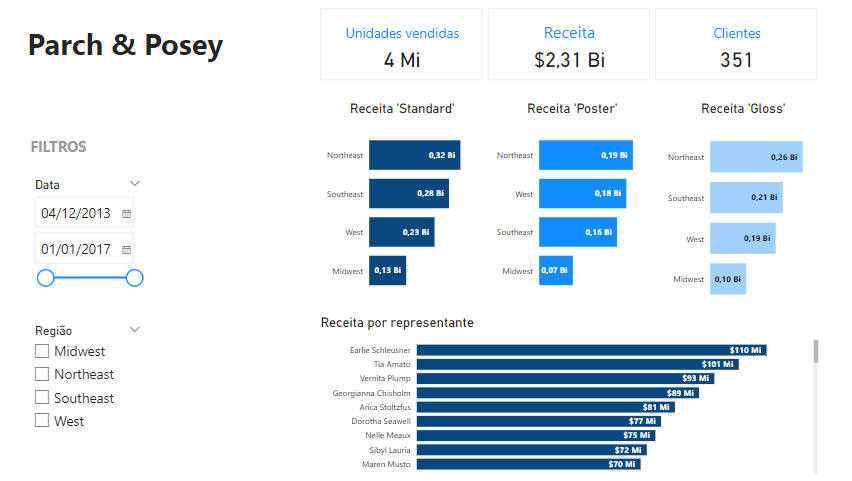 Parch & Posey
FILTROS
Data
04/12/2013
01/01/2017
Região
Midwest
Northeast
Southeast
West
Unidades vendidas
4 Mi
Receita
$2,31 Bi
Clientes
351
Receita 'Standard'
Northeast 0,32 Bi
Southeast 0,28 Bi
West 0,23 Bi
Midwest 0,13 Bi
Receita 'Poster'
Northeast 0,19 Bi
West 0,18 Bi
Southeast 0,16 Bi
Midwest 0,07 Bi
Receita 'Gloss'
Northeast 0,26 Bi
Southeast 0,21 Bi
West 0,19 Bi
Midwest 0,10 Bi
Receita por representante
Earlie Schleusner $110 Mi
Tia Amato $101 Mi
Vernita Plump $93 Mi
Georgianna Chisholm $89 Mi
Arica Stoltzfus $81 Mi
Dorotha Seawell $77 Mi
Nelle Meaux $75 Mi
Sibyl Lauria $72 Mi
Maren Musto $70 Mi